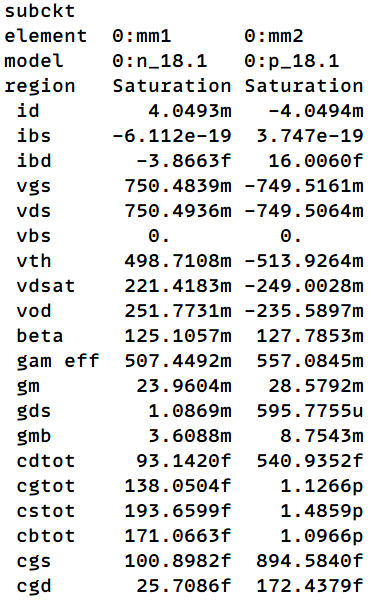 subckt
element  0:mm1      0:mm2
model    0:n_18.1   0:p_18.1
region   Saturation Saturation
 id         4.0493m   -4.0494m
 ibs     -6.112e-19  3.747e-19
 ibd       -3.8663f   16.0060f
 vgs      750.4839m -749.5161m
 vds      750.4936m -749.5064m
 vbs        0.         0.
 vth      498.7108m -513.9264m
 vdsat    221.4183m -249.0028m
 vod      251.7731m -235.5897m
 beta     125.1057m  127.7853m
 gam eff  507.4492m  557.0845m
 gm        23.9604m   28.5792m
 gds        1.0869m  595.7755u
 gmb        3.6088m    8.7543m
 cdtot     93.1420f  540.9352f
 cgtot    138.0504f    1.1266p
 cstot    193.6599f    1.4859p
 cbtot    171.0663f    1.0966p
 cgs      100.8982f  894.5840f
 cgd       25.7086f  172.4379f